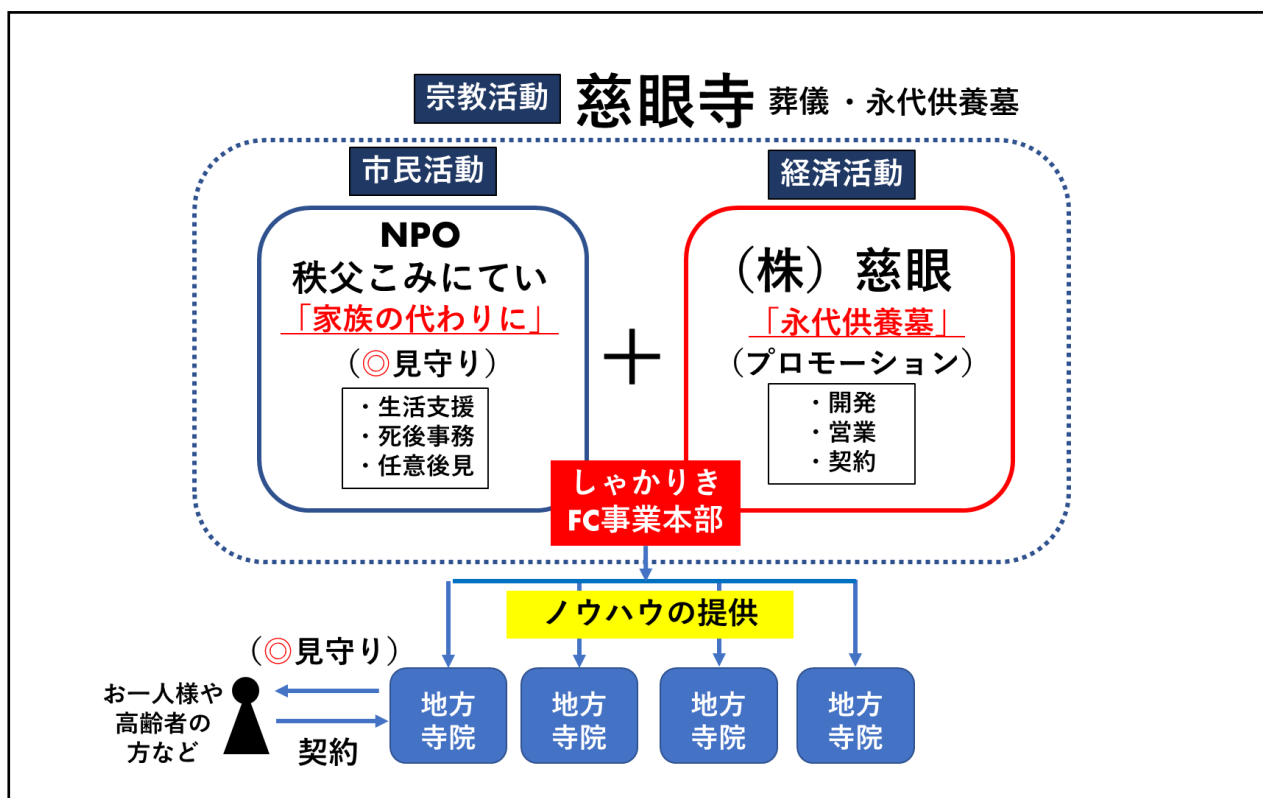 宗教活動 慈眼寺 葬儀・永代供養墓
市民活動
NPO
秩父こみにてい
「家族の代わりに」
(◎見守り)
・生活支援
・死後事務
・任意後見
+
経済活動
(株) 慈眼
「永代供養墓」
(プロモーション)
・開発
・営業
・契約
しゃかりき
FC事業本部
ノウハウの提供
(◎見守り)
お一人様や
高齢者の
方など
契約
地方
寺院
地方
寺院
地方
寺院
地方
寺院